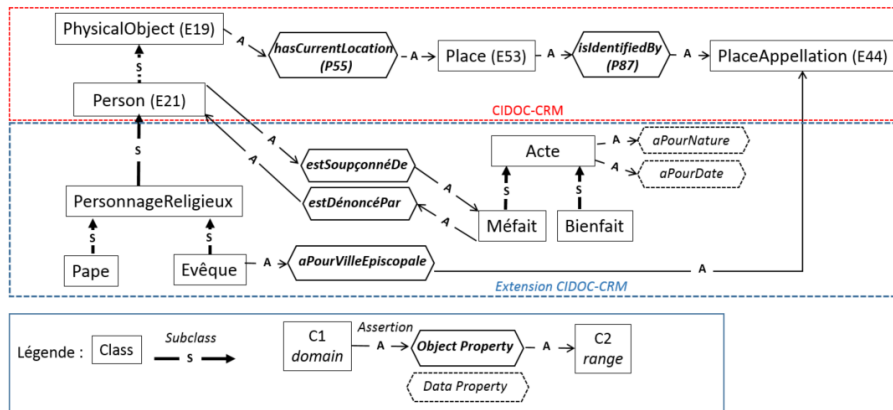 PhysicalObject (E19)
A
hasCurrentLocation
(P55)
A
Place (E53)
A
isIdentifiedBy
(P87)
A
PlaceAppellation (E44)
S
Person (E21)
CIDOC-CRM
A
A
S
estSoupçonnéDe
A
Acte
A
aPourNature
A
aPourDate
PersonnageReligieux
estDénoncéPar
A
S
S
Méfait
Bienfait
S
S
Pape
Evêque
A
aPourVilleEpiscopale
A
Extension CIDOC-CRM
Légende :
Class
Subclass
S
C1
domain
Assertion
A
Object Property
A
C2
range
Data Property